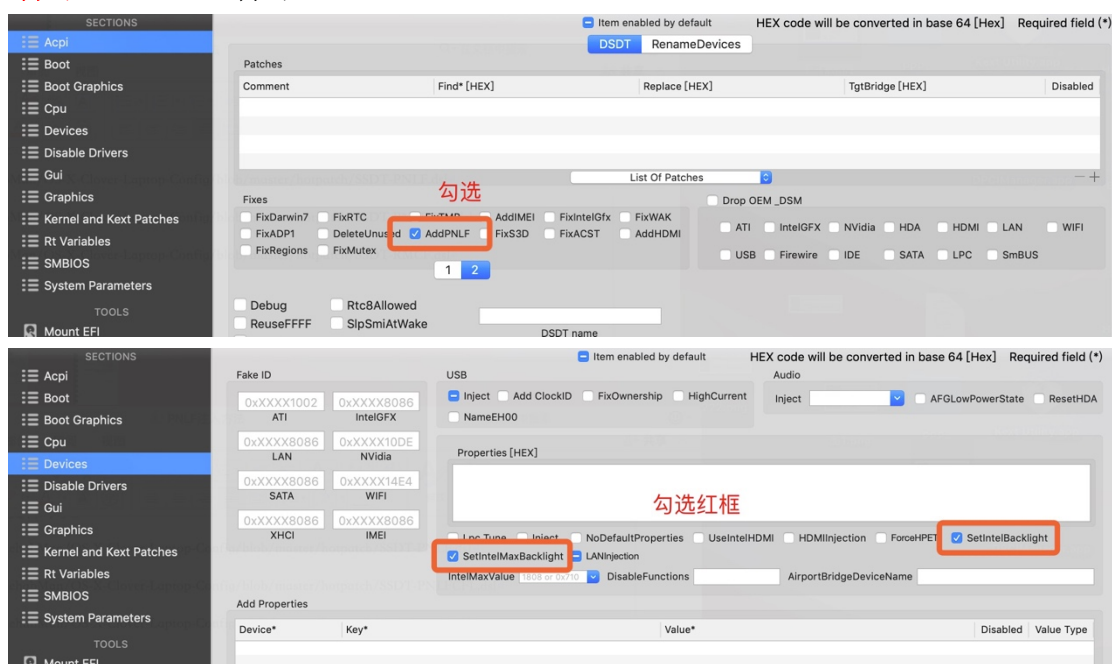 SECTIONS
Item enabled by default HEX code will be converted in base 64 [Hex] Required field (*)
Acpi
DSDT RenameDevices
Boot
Patches
Boot Graphics
Comment Find* [HEX] Replace [HEX] TgtBridge [HEX] Disabled
Cpu
Devices
Disable Drivers
Gui
List Of Patches
勾选
Graphics
Fixes
Drop OEM _DSM
Kernel and Kext Patches
FixDarwin7 FixRTC FixTMR AddIMEI FixIntelGfx FixWAK
ATI IntelGFX NVidia HDA HDMI LAN WIFI
FixADP1 DeleteUnused AddPNLF FixS3D FixACST AddHDMI
Rt Variables
FixRegions FixMutex
USB Firewire IDE SATA LPC SmBUS
SMBIOS
1 2
System Parameters
Debug Rtc8Allowed
TOOLS
ReuseFFFF SlpSmiAtWake
Mount EFI
DSDT name
SECTIONS
Item enabled by default HEX code will be converted in base 64 [Hex] Required field (*)
Acpi
Fake ID USB Audio
Boot
0xXXXX1002 0xXXXX8086
Inject Add ClockID FixOwnership HighCurrent
Inject AFGLowPowerState ResetHDA
Boot Graphics
ATI IntelGFX
NameEH00
Cpu
0xXXXX8086 0xXXXX10DE
LAN NVidia
Properties [HEX]
Devices
Disable Drivers
0xXXXX8086 0xXXXX14E4
SATA WIFI
Gui
勾选红框
0xXXXX8086 0xXXXX8086
Graphics
XHCI IMEI
Lpc Tune Inject NoDefaultProperties UseIntelHDMI HDMIInjection ForceHPET SetIntelBacklight
Kernel and Kext Patches
SetIntelMaxBacklight LANInjection
Rt Variables
IntelMaxValue 1808 or 0x710 DisableFunctions AirportBridgeDeviceName
SMBIOS
Add Properties
System Parameters
Device* Key* Value* Disabled Value Type
TOOLS
Mount EFI